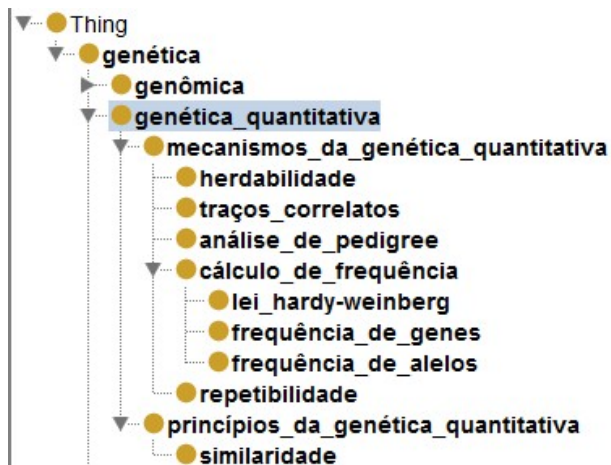 Thing
genética
genômica
genética_quantitativa
mecanismos_da_genética_quantitativa
herdabilidade
traços_correlatos
análise_de_pedigree
cálculo_de_frequência
lei_hardy-weinberg
frequência_de_genes
frequência_de_alelos
repetibilidade
princípios_da_genética_quantitativa
similaridade